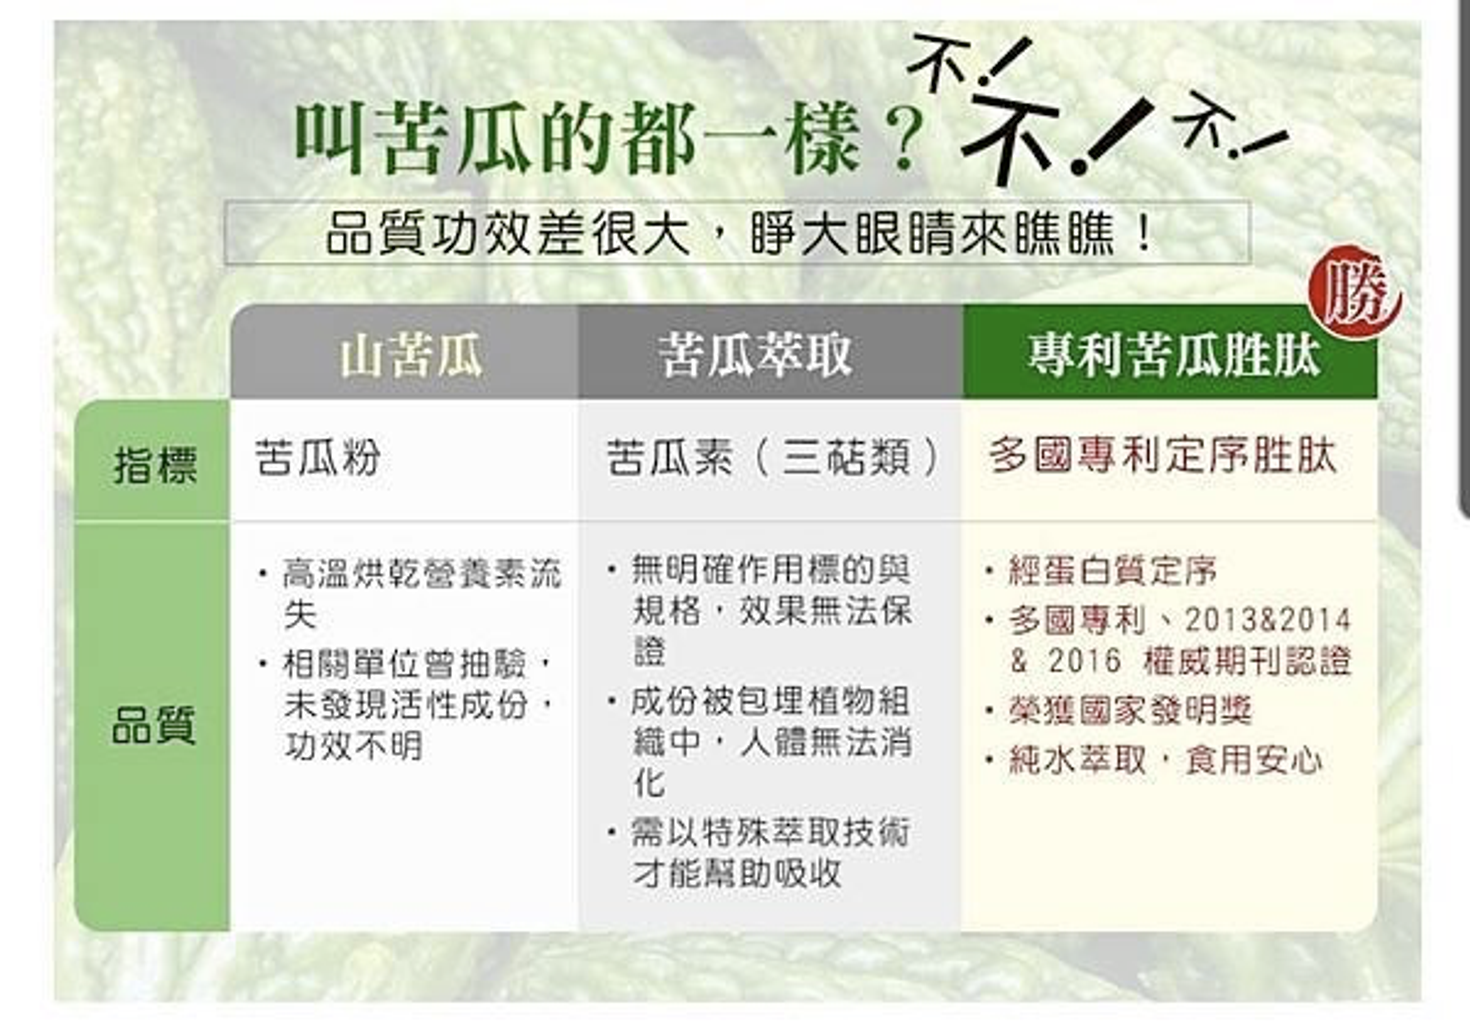 不！
叫苦瓜的都一樣？不！不！
品質功效差很大，睜大眼睛來瞧瞧！
勝
山苦瓜 苦瓜萃取 專利苦瓜胜肽
指標 苦瓜粉 苦瓜素（三萜類） 多國專利定序胜肽
品質
・高溫烘乾營養素流
失
・相關單位曾抽驗，
未發現活性成份，
功效不明
・無明確作用標的與
規格，效果無法保
證
・成份被包埋植物組
織中，人體無法消
化
・需以特殊萃取技術
才能幫助吸收
・經蛋白質定序
・多國專利、2013&2014
& 2016 權威期刊認證
・榮獲國家發明獎
・純水萃取，食用安心